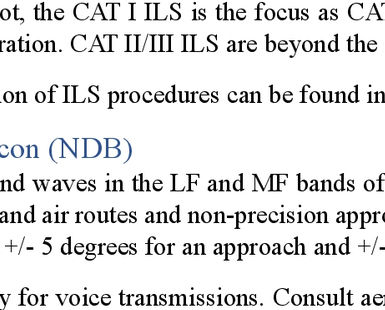 ot, the CAT I ILS is the focus as CAT
ration. CAT II/III ILS are beyond the
on of ILS procedures can be found in
con (NDB)
nd waves in the LF and MF bands of
and air routes and non-precision appro
+/- 5 degrees for an approach and +/-
y for voice transmissions. Consult aer